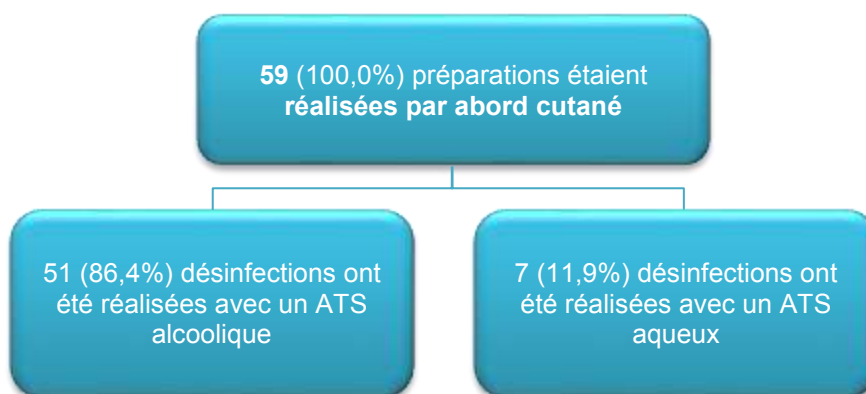 59 (100,0%) préparations étaient
réalisées par abord cutané
51 (86,4%) désinfections ont
été réalisées avec un ATS
alcoolique
7 (11,9%) désinfections ont
été réalisées avec un ATS
aqueux